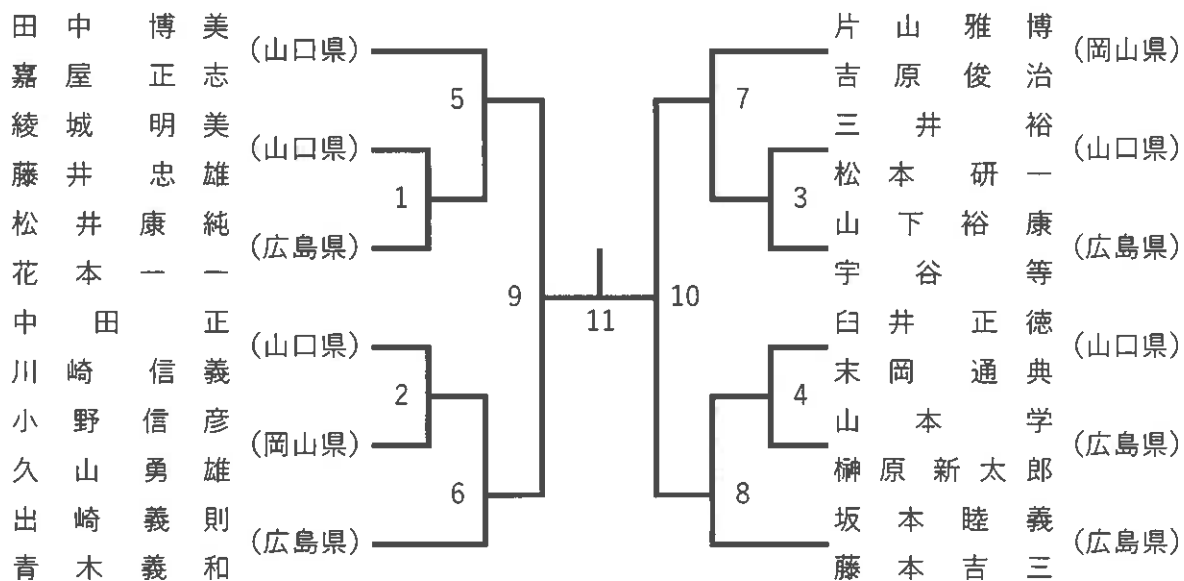 田中博美
(山口県)
嘉屋正志
綾城明美
(山口県)
藤井忠雄
松井康純
(広島県)
花本一一
中田正
(山口県)
川崎信義
小野信彦
(岡山県)
久山勇雄
出崎義則
(広島県)
青木義和
5
1
2
6
9
11
10
7
3
4
8
片山雅博
(岡山県)
吉原俊治
三井裕
(山口県)
松本研一
山下裕康
(広島県)
宇谷等
臼井正徳
(山口県)
末岡通典
山本学
(広島県)
榊原新太郎
坂本睦義
(広島県)
藤本吉三